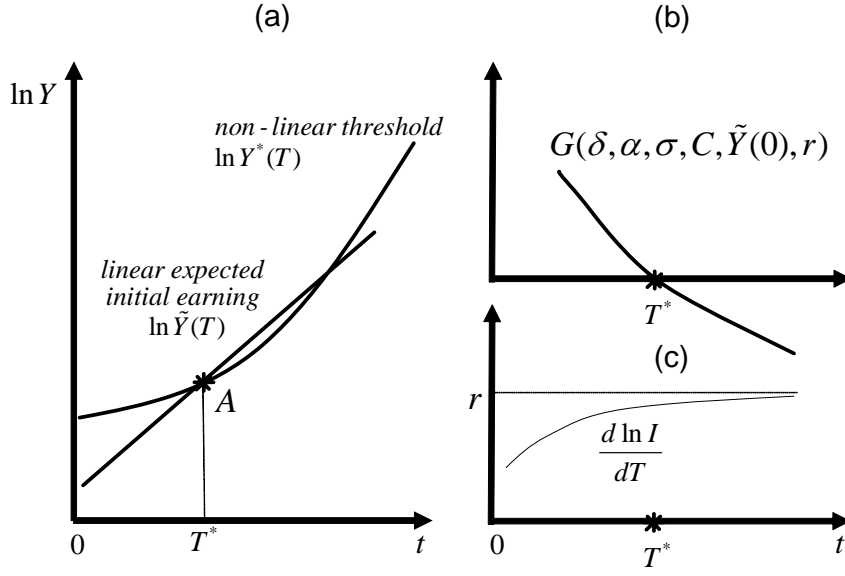 (a)
ln Y
non - linear threshold
ln Y*(T)
linear expected
initial earning
ln Ỹ(T)
A
0
T*
t
(b)
G(δ, α, σ, C, Ỹ(0), r)
T*
(c)
r
d ln I
dT
0
T*
t